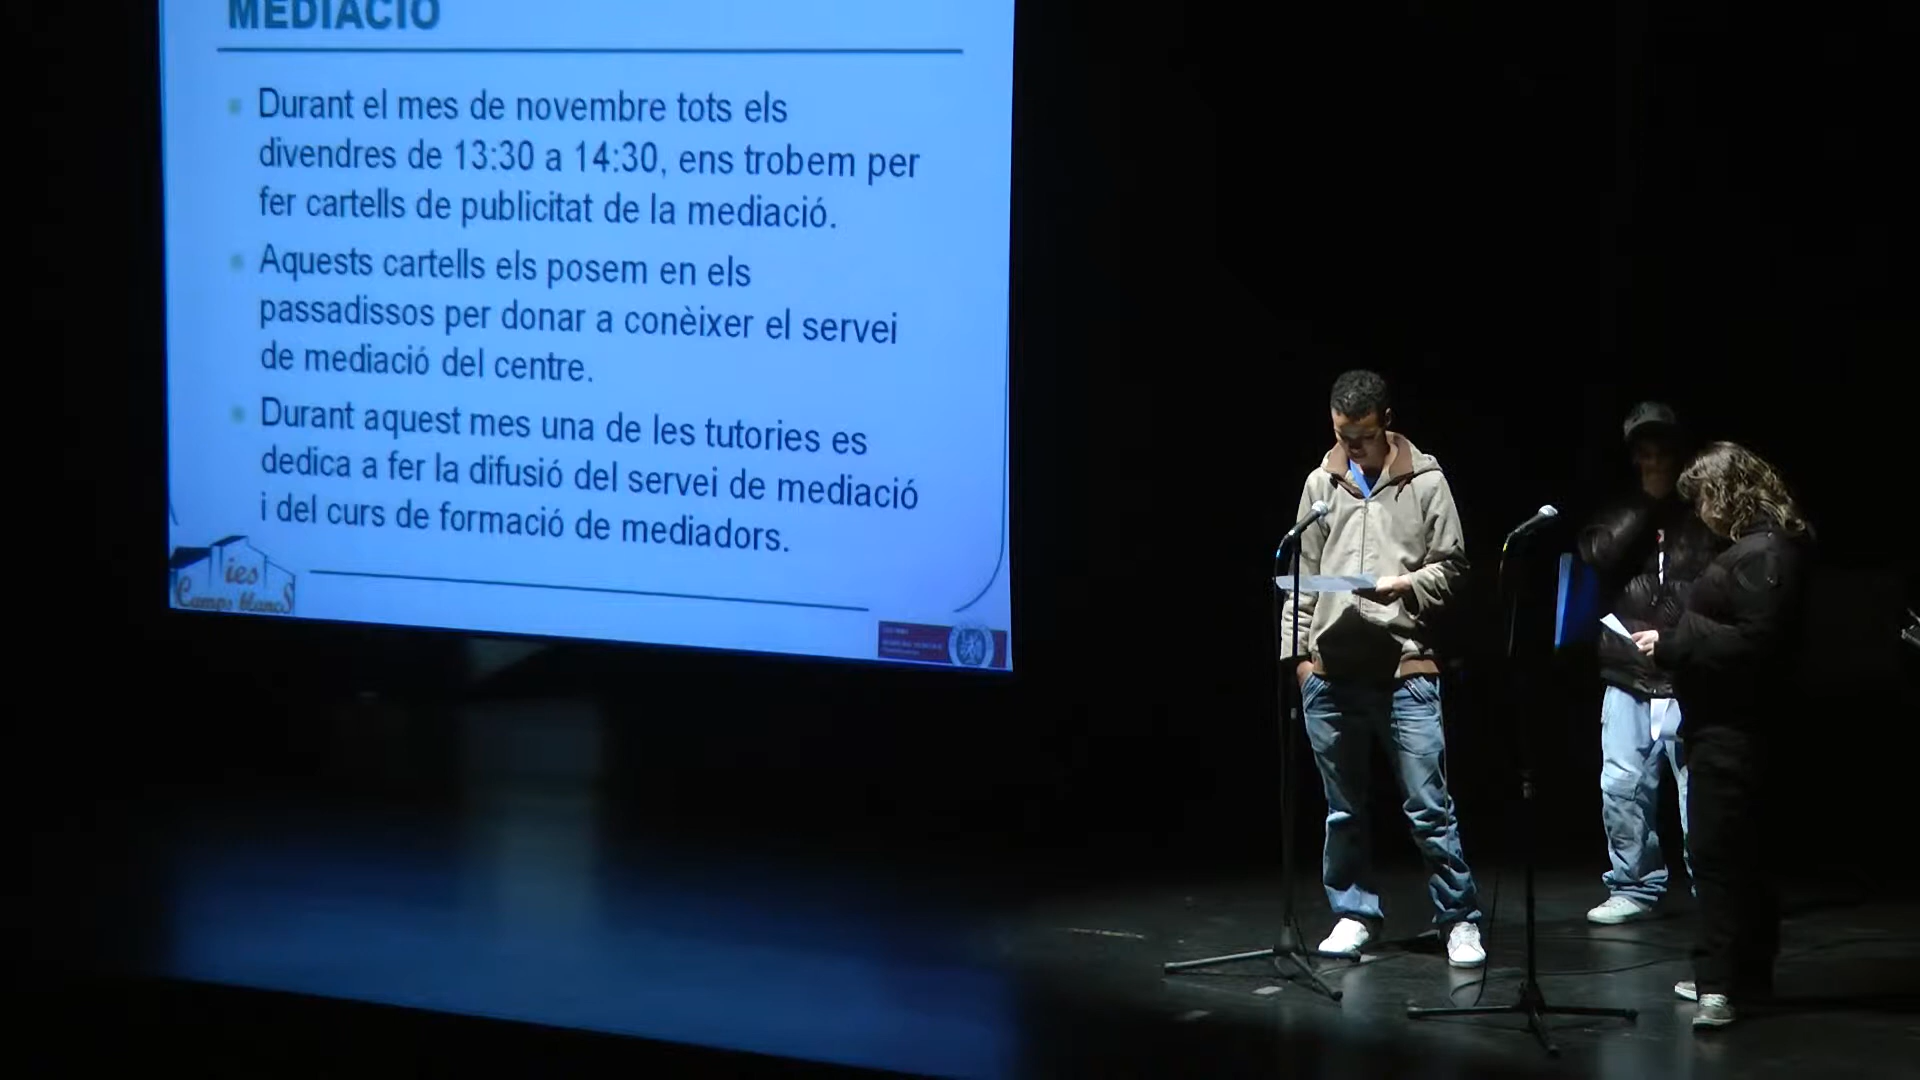 MEDIACIÓ
Durant el mes de novembre tots els
divendres de 13:30 a 14:30, ens trobem per
fer cartells de publicitat de la mediació.
Aquests cartells els posem en els
passadissos per donar a conèixer el servei
de mediació del centre.
Durant aquest mes una de les tutories es
dedica a fer la difusió del servei de mediació
i del curs de formació de mediadors.
ies
Camps blancs